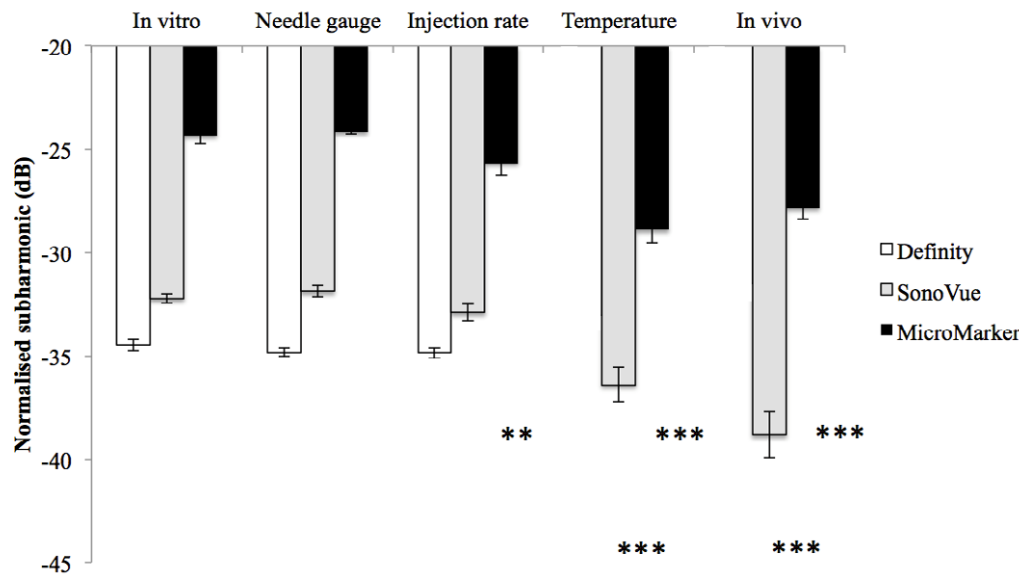 In vitro Needle gauge Injection rate Temperature In vivo
-20
-25
-30
-35
-40
-45
Normalised subharmonic (dB)
Definity
SonoVue
MicroMarker
** *** ***
*** ***